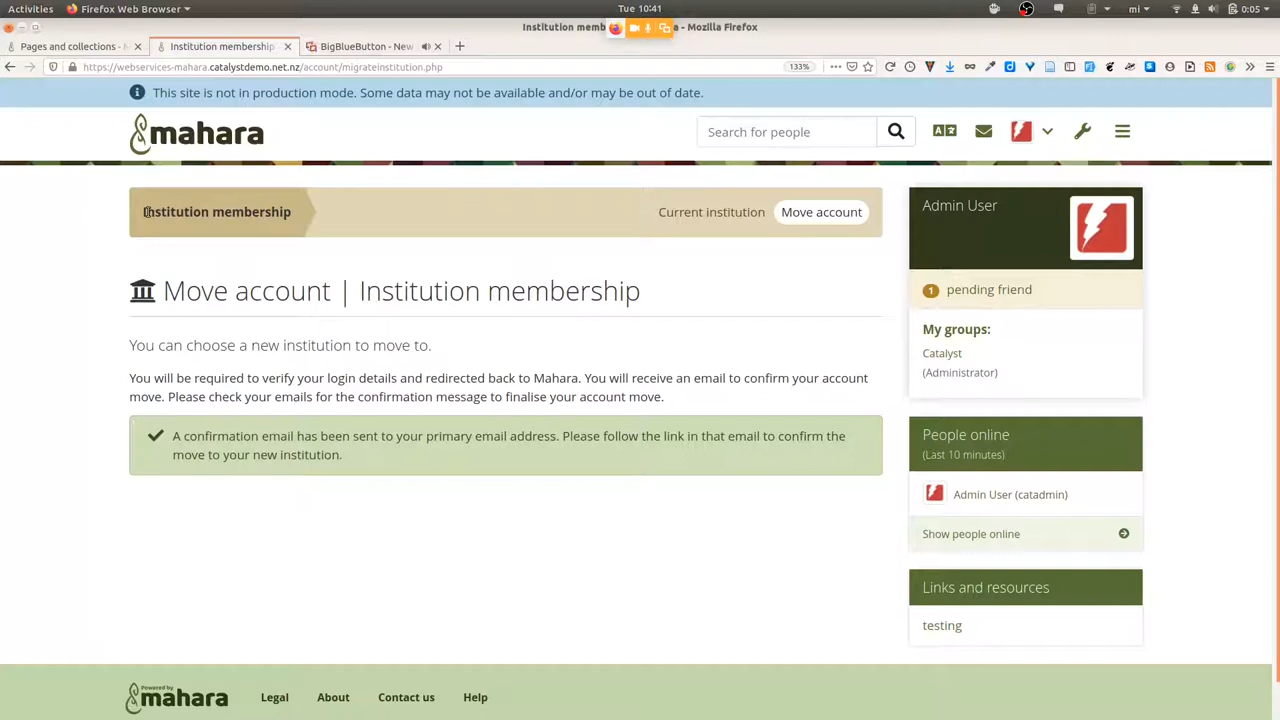 Activities Firefox Web Browser Tue 10:41 mi 0:05
Pages and collections - Institution membership BigBlueButton - New
https://webservices-mahara.catalystdemo.net.nz/account/migrateinstitution.php 133%
This site is not in production mode. Some data may not be available and/or may be out of date.
mahara Search for people
Institution membership Current institution Move account
Move account | Institution membership
You can choose a new institution to move to.
You will be required to verify your login details and redirected back to Mahara. You will receive an email to confirm your account
move. Please check your emails for the confirmation message to finalise your account move.
A confirmation email has been sent to your primary email address. Please follow the link in that email to confirm the
move to your new institution.
Admin User
1 pending friend
My groups:
Catalyst
(Administrator)
People online
(Last 10 minutes)
Admin User (catadmin)
Show people online
Links and resources
testing
Powered by
mahara Legal About Contact us Help